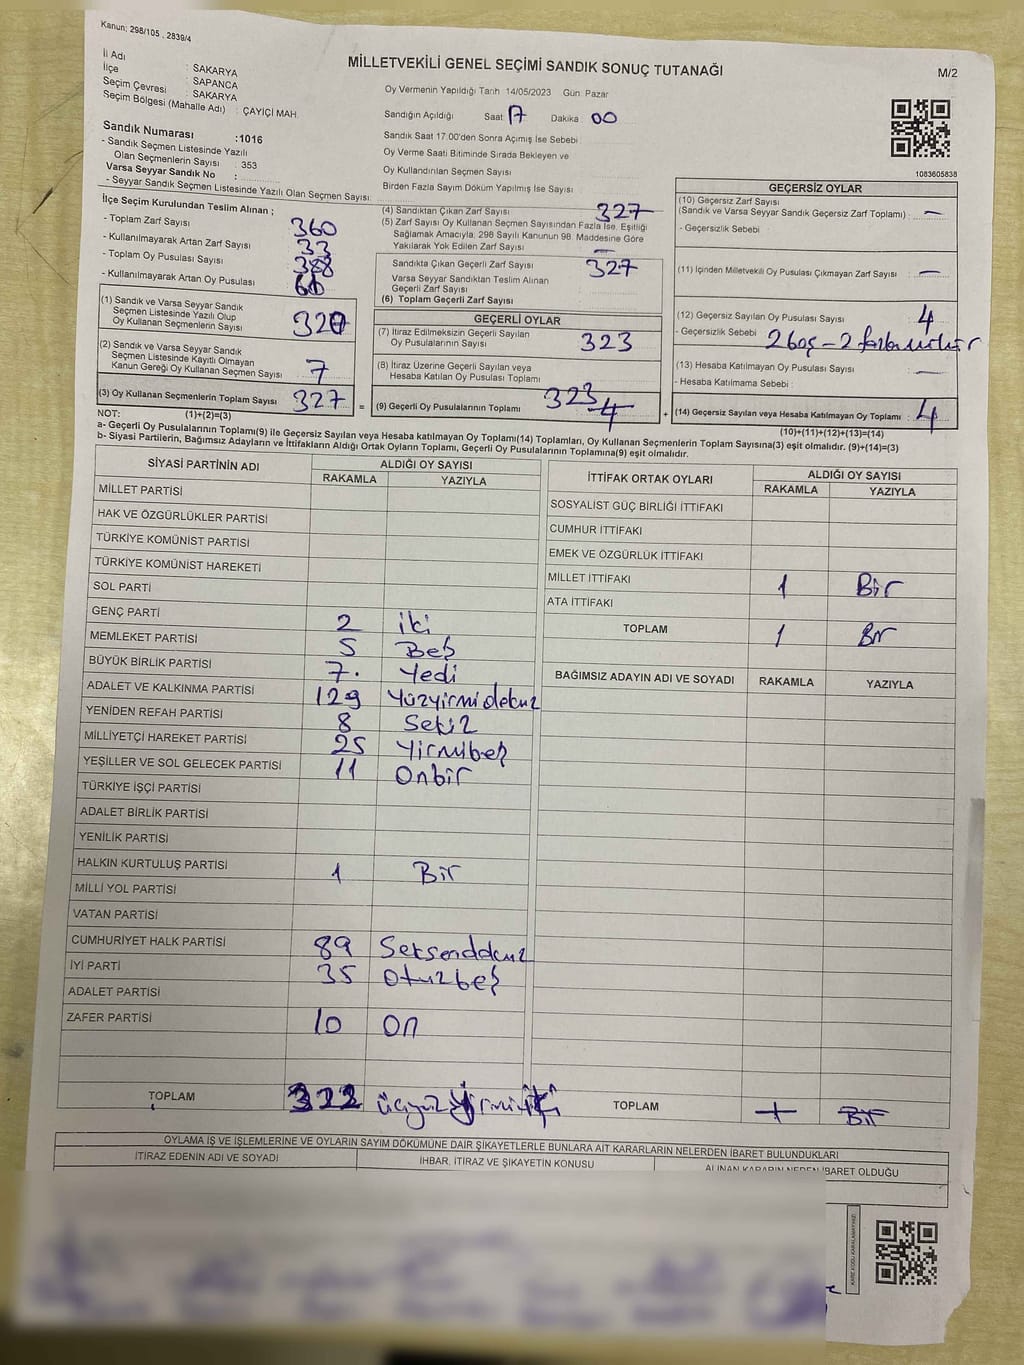 Kanun: 298/105 , 2839/4
İl Adı : SAKARYA
İlçe : SAPANCA
Seçim Çevresi : SAKARYA
Seçim Bölgesi (Mahalle Adı) : ÇAYİÇİ MAH.
Sandık Numarası :1016
- Sandık Seçmen Listesinde Yazılı
Olan Seçmenlerin Sayısı : 353
Varsa Seyyar Sandık No :
- Seyyar Sandık Seçmen Listesinde Yazılı Olan Seçmen Sayısı:
MİLLETVEKİLİ GENEL SEÇİMİ SANDIK SONUÇ TUTANAĞI
M/2
Oy Vermenin Yapıldığı Tarih 14/05/2023 Gün: Pazar
Sandığın Açıldığı Saat 17 Dakika 00
Sandık Saat 17.00'den Sonra Açımış İse Sebebi
Oy Verme Saati Bitiminde Sırada Bekleyen ve
Oy Kullandırılan Seçmen Sayısı
Birden Fazla Sayım Döküm Yapılmış İse Sayısı
1083605838
İlçe Seçim Kurulundan Teslim Alınan ;
- Toplam Zarf Sayısı 360
- Kullanılmayarak Artan Zarf Sayısı 33
- Toplam Oy Pusulası Sayısı 388
- Kullanılmayarak Artan Oy Pusulası
(1) Sandık ve Varsa Seyyar Sandık
Seçmen Listesinde Yazılı Olup
Oy Kullanan Seçmenlerin Sayısı 320
(2) Sandık ve Varsa Seyyar Sandık
Seçmen Listesinde Kayıtlı Olmayan
Kanun Gereği Oy Kullanan Seçmen Sayısı 7
(3) Oy Kullanan Seçmenlerin Toplam Sayısı 327 =
(4) Sandıktan Çıkan Zarf Sayısı 327
(5) Zarf Sayısı Oy Kullanan Seçmen Sayısından Fazla İse, Eşitliği
Sağlamak Amacıyla; 298 Sayılı Kanunun 98. Maddesine Göre
Yakılarak Yok Edilen Zarf Sayısı –
Sandıkta Çıkan Geçerli Zarf Sayısı 327
Varsa Seyyar Sandıktan Teslim Alınan
Geçerli Zarf Sayısı
(6) Toplam Geçerli Zarf Sayısı
GEÇERLİ OYLAR
(7) İtiraz Edilmeksizin Geçerli Sayılan
Oy Pusulalarının Sayısı 323
(8) İtiraz Üzerine Geçerli Sayılan veya
Hesaba Katılan Oy Pusulası Toplamı
(9) Geçerli Oy Pusulalarının Toplamı 323 4 +
GEÇERSİZ OYLAR
(10) Geçersiz Zarf Sayısı
(Sandık ve Varsa Seyyar Sandık Geçersiz Zarf Toplamı) : –
- Geçersizlik Sebebi
(11) İçinden Milletvekili Oy Pusulası Çıkmayan Zarf Sayısı : –
(12) Geçersiz Sayılan Oy Pusulası Sayısı 4
- Geçersizlik Sebebi : 2 boş – 2 fazla mühür
(13) Hesaba Katılmayan Oy Pusulası Sayısı : –
- Hesaba Katılmama Sebebi :
(14) Geçersiz Sayılan veya Hesaba Katılmayan Oy Toplamı : 4
NOT: (1)+(2)=(3) (10)+(11)+(12)+(13)=(14)
a- Geçerli Oy Pusulalarının Toplamı(9) ile Geçersiz Sayılan veya Hesaba katılmayan Oy Toplamı(14) Toplamları, Oy Kullanan Seçmenlerin Toplam Sayısına(3) eşit olmalıdır. (9)+(14)=(3)
b- Siyasi Partilerin, Bağımsız Adayların ve İttifakların Aldığı Ortak Oyların Toplamı, Geçerli Oy Pusulalarının Toplamına(9) eşit olmalıdır.
SİYASİ PARTİNİN ADI ALDIĞI OY SAYISI
RAKAMLA YAZIYLA
MİLLET PARTİSİ
HAK VE ÖZGÜRLÜKLER PARTİSİ
TÜRKİYE KOMÜNİST PARTİSİ
TÜRKİYE KOMÜNİST HAREKETİ
SOL PARTİ
GENÇ PARTİ 2 iki
MEMLEKET PARTİSİ 5 Beş
BÜYÜK BİRLİK PARTİSİ 7. Yedi
ADALET VE KALKINMA PARTİSİ 129 Yüzyirmidokuz
YENİDEN REFAH PARTİSİ 8 Sekiz
MİLLİYETÇİ HAREKET PARTİSİ 25 Yirmibeş
YEŞİLLER VE SOL GELECEK PARTİSİ 11 Onbir
TÜRKİYE İŞÇİ PARTİSİ
ADALET BİRLİK PARTİSİ
YENİLİK PARTİSİ
HALKIN KURTULUŞ PARTİSİ 1 Bir
MİLLİ YOL PARTİSİ
VATAN PARTİSİ
CUMHURİYET HALK PARTİSİ 89 Seksendokuz
İYİ PARTİ 35 Otuzbeş
ADALET PARTİSİ
ZAFER PARTİSİ 10 On
TOPLAM 322 üçyüzyirmiiki
İTTİFAK ORTAK OYLARI ALDIĞI OY SAYISI
RAKAMLA YAZIYLA
SOSYALİST GÜÇ BİRLİĞİ İTTİFAKI
CUMHUR İTTİFAKI
EMEK VE ÖZGÜRLÜK İTTİFAKI
MİLLET İTTİFAKI 1 Bir
ATA İTTİFAKI
TOPLAM 1 Bir
BAĞIMSIZ ADAYIN ADI VE SOYADI RAKAMLA YAZIYLA
TOPLAM 1 Bir
OYLAMA İŞ VE İŞLEMLERİNE VE OYLARIN SAYIM DÖKÜMÜNE DAİR ŞİKAYETLERLE BUNLARA AİT KARARLARIN NELERDEN İBARET BULUNDUKLARI
İTİRAZ EDENİN ADI VE SOYADI İHBAR, İTİRAZ VE ŞİKAYETİN KONUSU ALINAN KARARIN NEDEN İBARET OLDUĞU
KARE KODU KARALAMAYINIZ!